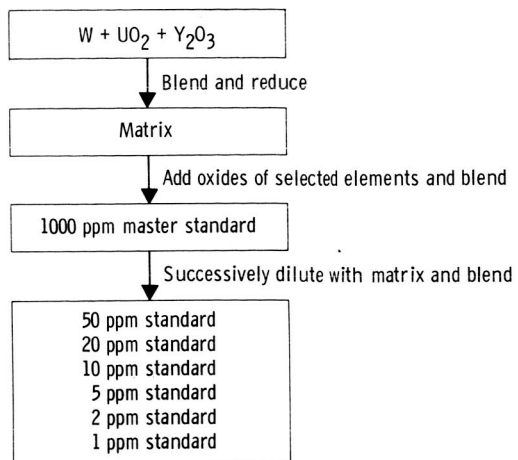 W + UO2 + Y2O3
Blend and reduce
Matrix
Add oxides of selected elements and blend
1000 ppm master standard
Successively dilute with matrix and blend
50 ppm standard
20 ppm standard
10 ppm standard
5 ppm standard
2 ppm standard
1 ppm standard